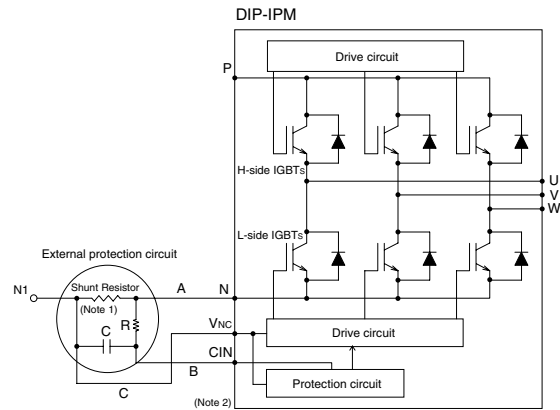 DIP-IPM
Drive circuit
P
H-side IGBTs
U
V
W
L-side IGBTs
External protection circuit
Shunt Resistor
(Note 1)
N1
A
N
R
C
VNC
Drive circuit
CIN
B
C
Protection circuit
(Note 2)